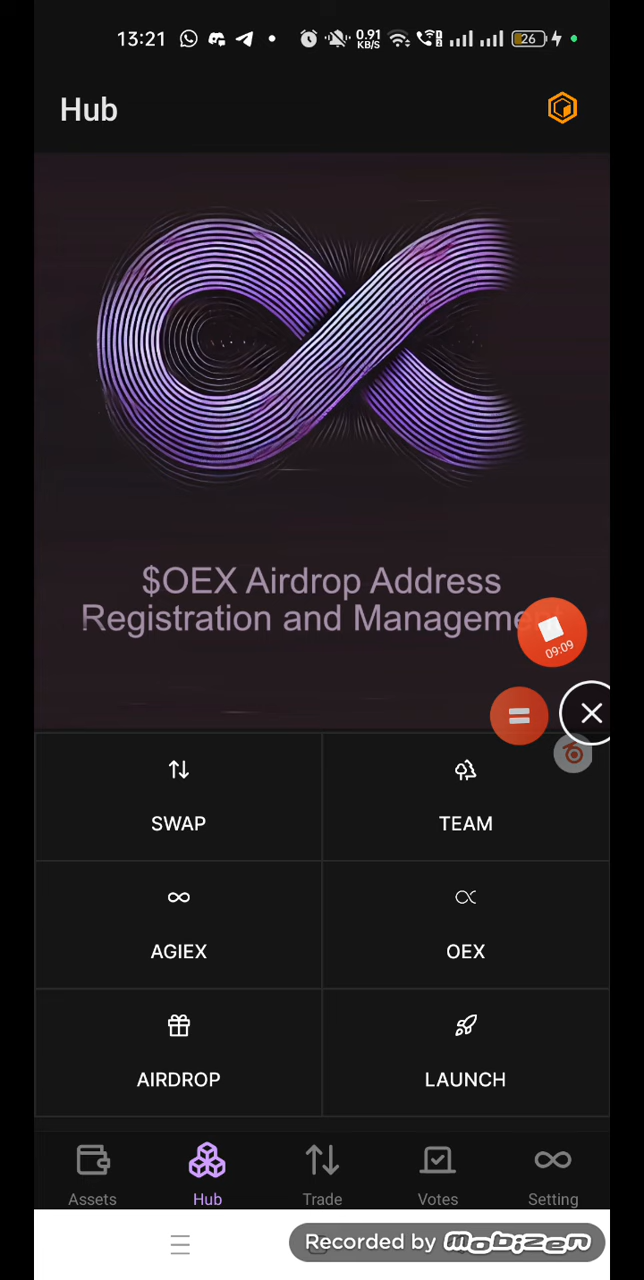 13:21
0.91
KB/S
26
Hub
$OEX Airdrop Address
Registration and Management
09:09
SWAP
TEAM
AGIEX
OEX
AIRDROP
LAUNCH
Assets
Hub
Trade
Votes
Setting
Recorded by mobizen